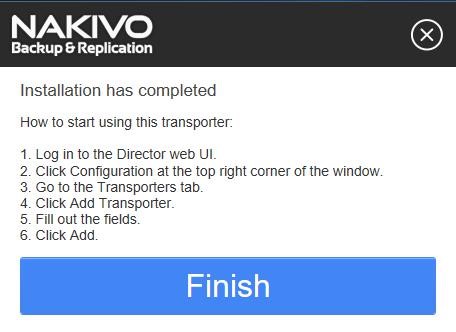 NAKIVO
Backup & Replication
Installation has completed
How to start using this transporter:
1. Log in to the Director web UI.
2. Click Configuration at the top right corner of the window.
3. Go to the Transporters tab.
4. Click Add Transporter.
5. Fill out the fields.
6. Click Add.
Finish